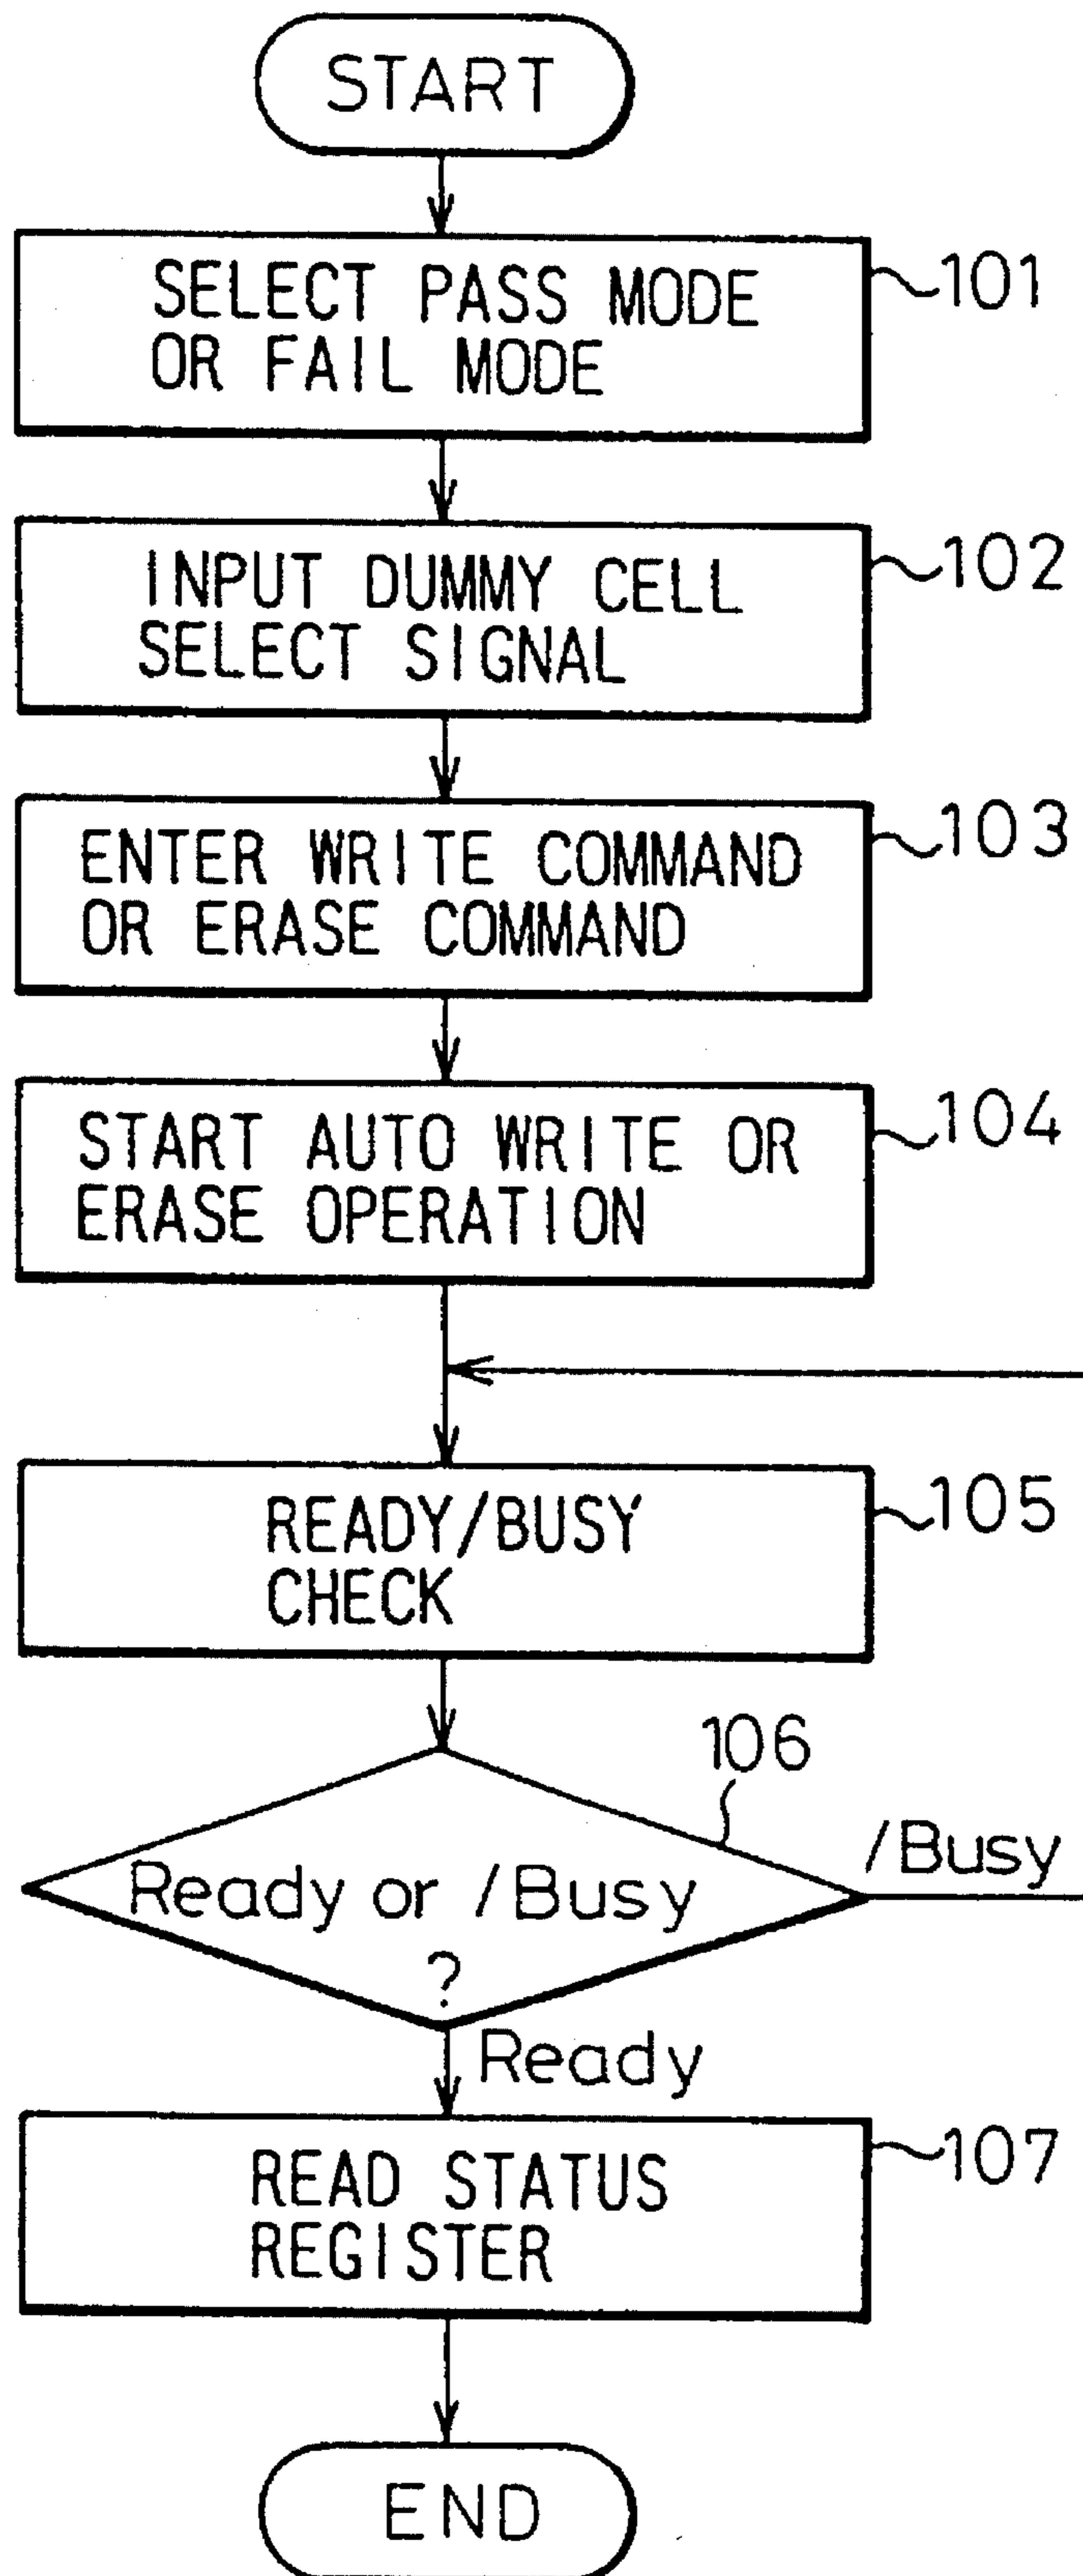 START
SELECT PASS MODE
OR FAIL MODE
101
INPUT DUMMY CELL
SELECT SIGNAL
102
ENTER WRITE COMMAND
OR ERASE COMMAND
103
START AUTO WRITE OR
ERASE OPERATION
104
READY/BUSY
CHECK
105
106
Ready or /Busy
?
/Busy
Ready
READ STATUS
REGISTER
107
END